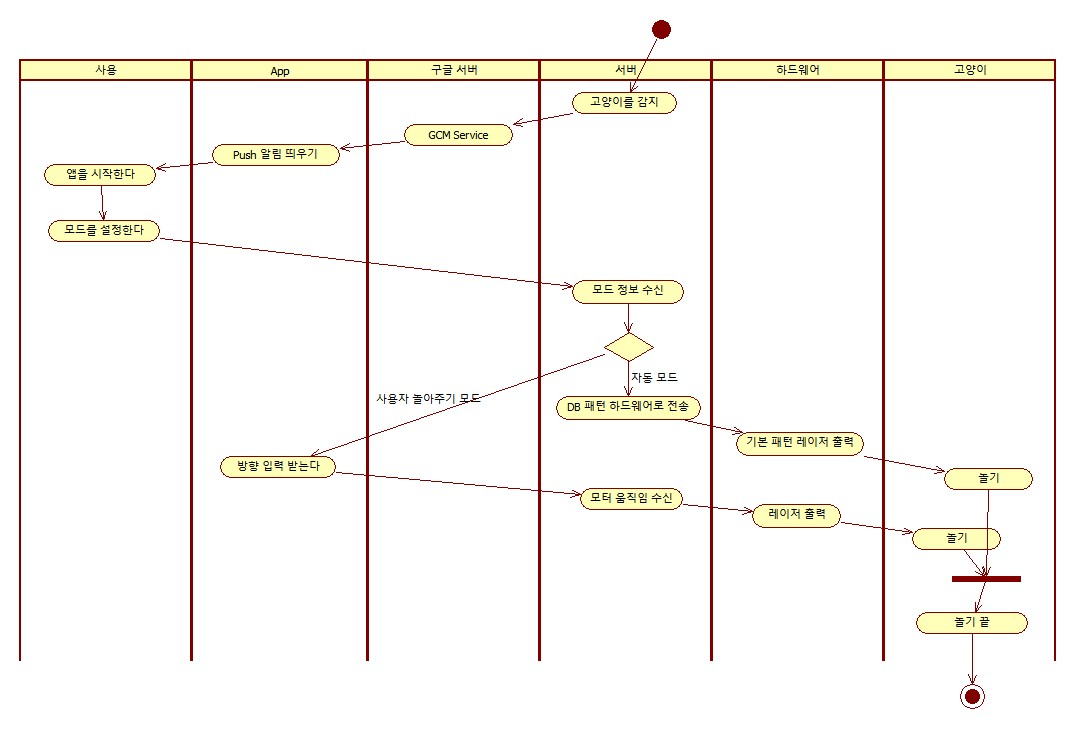 사용
App
구글 서버
서버
하드웨어
고양이
고양이를 감지
GCM Service
Push 알림 띄우기
앱을 시작한다
모드를 설정한다
모드 정보 수신
자동 모드
사용자 놀아주기 모드
DB 패턴 하드웨어로 전송
기본 패턴 레이저 출력
방향 입력 받는다
놀기
모터 움직임 수신
레이저 출력
놀기
놀기 끝